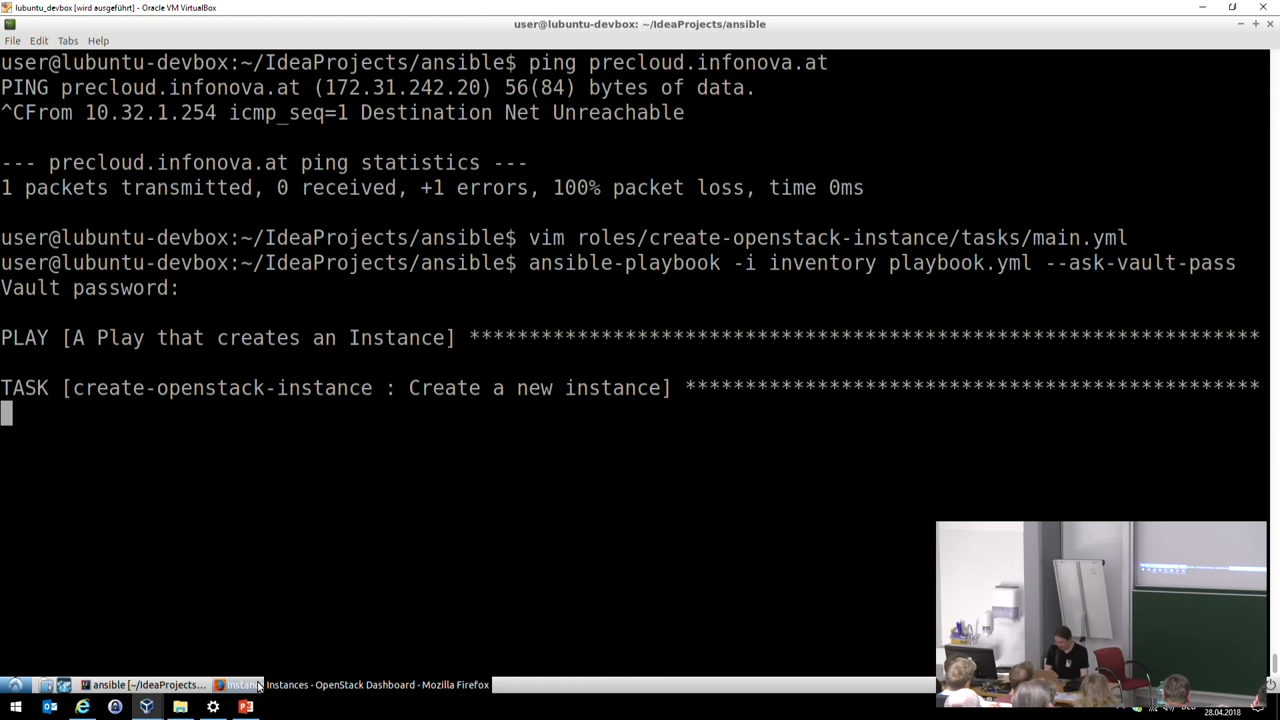 lubuntu_devbox [wird ausgeführt] - Oracle VM VirtualBox
user@lubuntu-devbox: ~/IdeaProjects/ansible
File Edit Tabs Help
user@lubuntu-devbox:~/IdeaProjects/ansible$ ping precloud.infonova.at
PING precloud.infonova.at (172.31.242.20) 56(84) bytes of data.
^CFrom 10.32.1.254 icmp_seq=1 Destination Net Unreachable
--- precloud.infonova.at ping statistics ---
1 packets transmitted, 0 received, +1 errors, 100% packet loss, time 0ms
user@lubuntu-devbox:~/IdeaProjects/ansible$ vim roles/create-openstack-instance/tasks/main.yml
user@lubuntu-devbox:~/IdeaProjects/ansible$ ansible-playbook -i inventory playbook.yml --ask-vault-pass
Vault password:
PLAY [A Play that creates an Instance] ******************************************************************
TASK [create-openstack-instance : Create a new instance] ************************************************
ansible [~/IdeaProjects... Instanc Instances - OpenStack Dashboard - Mozilla Firefox
28.04.2018